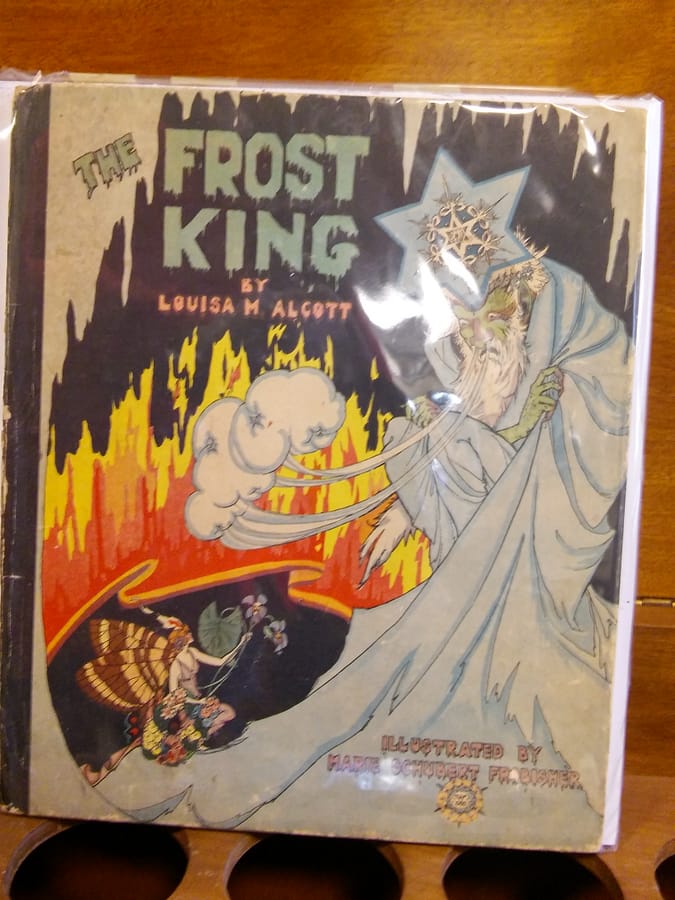 THE
FROST
KING
BY
LOUISA M ALCOTT
ILLUSTRATED BY
MARIE SCHUBERT FROBISHER